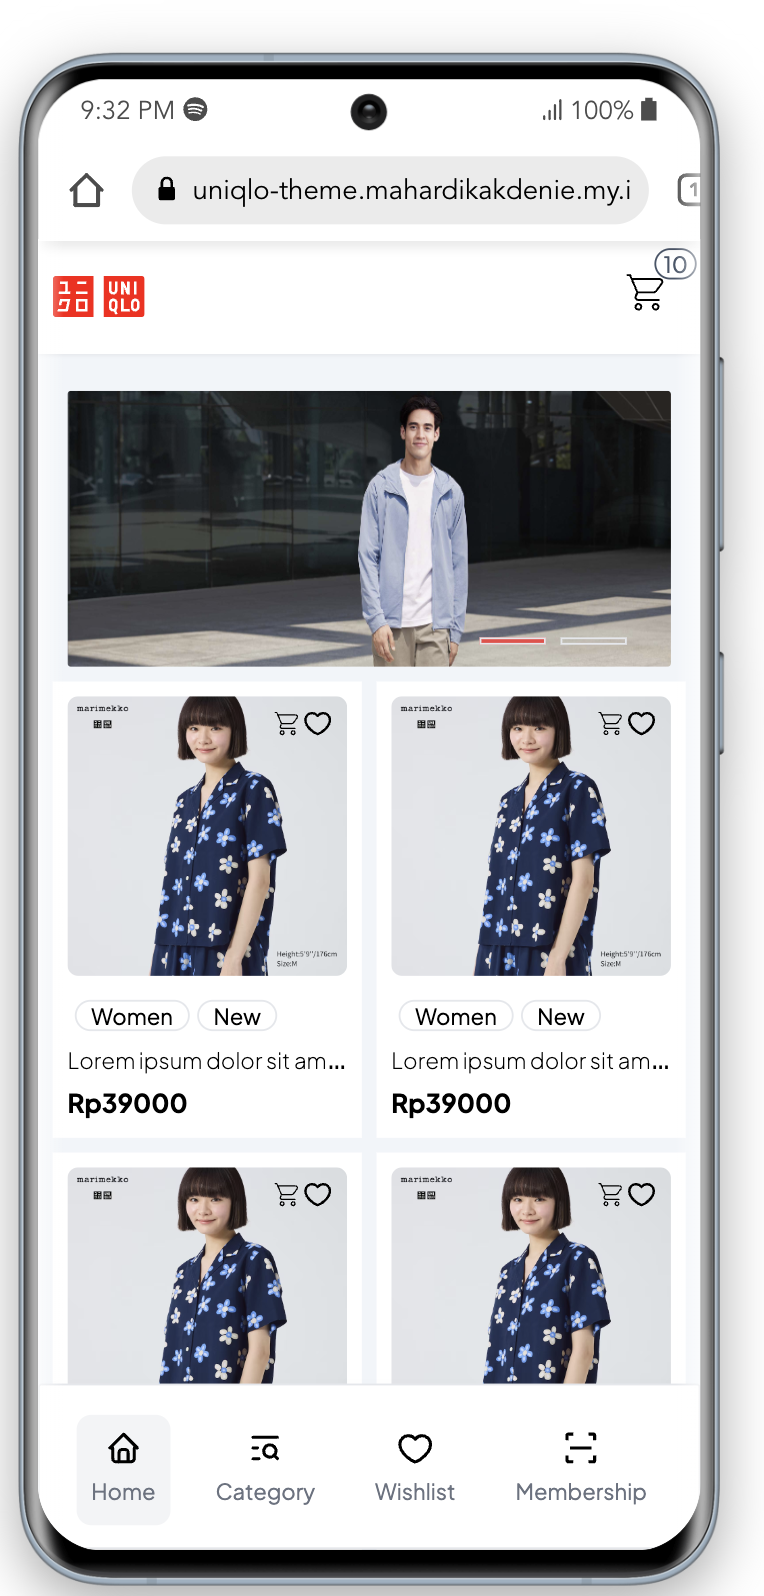 9:32 PM 100%
uniqlo-theme.mahardikakdenie.my.i
1
10
ユニ
クロ
UNI
QLO
marimekko
marimekko
Height:5'9''/176cm
Size:M
Height:5'9''/176cm
Size:M
Women New
Women New
Lorem ipsum dolor sit am...
Lorem ipsum dolor sit am...
Rp39000
Rp39000
marimekko
marimekko
Home Category Wishlist Membership